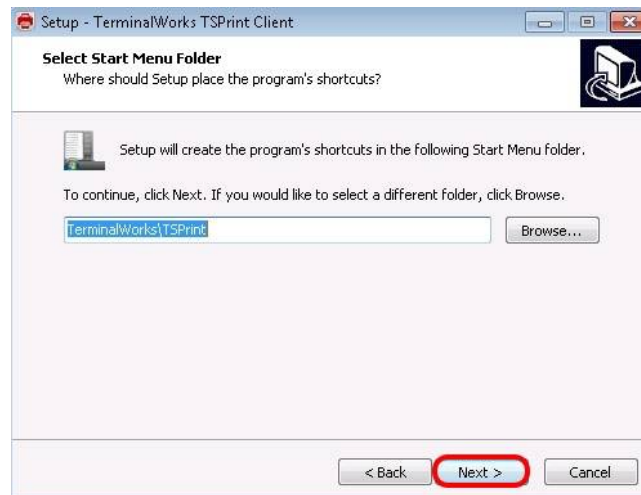 Setup - TerminalWorks TSPrint Client
Select Start Menu Folder
Where should Setup place the program's shortcuts?
Setup will create the program's shortcuts in the following Start Menu folder.
To continue, click Next. If you would like to select a different folder, click Browse.
TerminalWorks\TSPrint
Browse...
< Back Next > Cancel